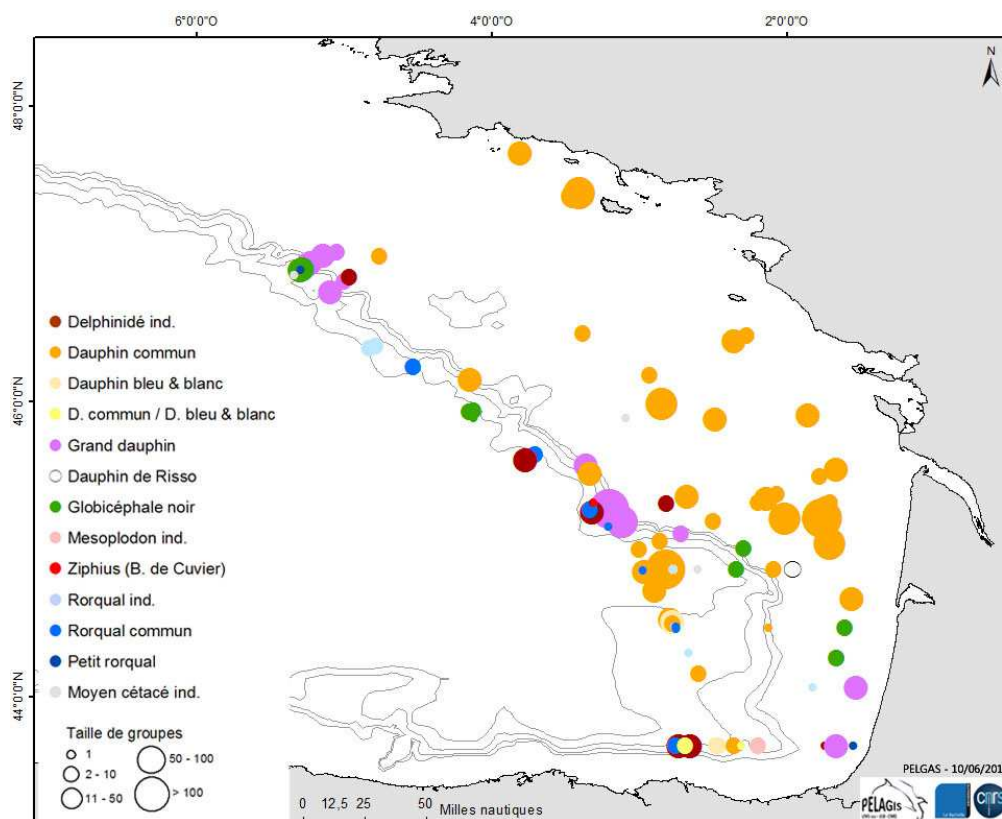 6°0'0"O 4°0'0"O 2°0'0"O
N
48°0'0"N
46°0'0"N
44°0'0"N
Delphinidé ind.
Dauphin commun
Dauphin bleu & blanc
D. commun / D. bleu & blanc
Grand dauphin
Dauphin de Risso
Globicéphale noir
Mesoplodon ind.
Ziphius (B. de Cuvier)
Rorqual ind.
Rorqual commun
Petit rorqual
Moyen cétacé ind.
Taille de groupes
1 50 - 100
2 - 10
11 - 50 > 100
0 12,5 25 50 Milles nautiques
PELGAS - 10/06/201
PELAGIS
cnrs